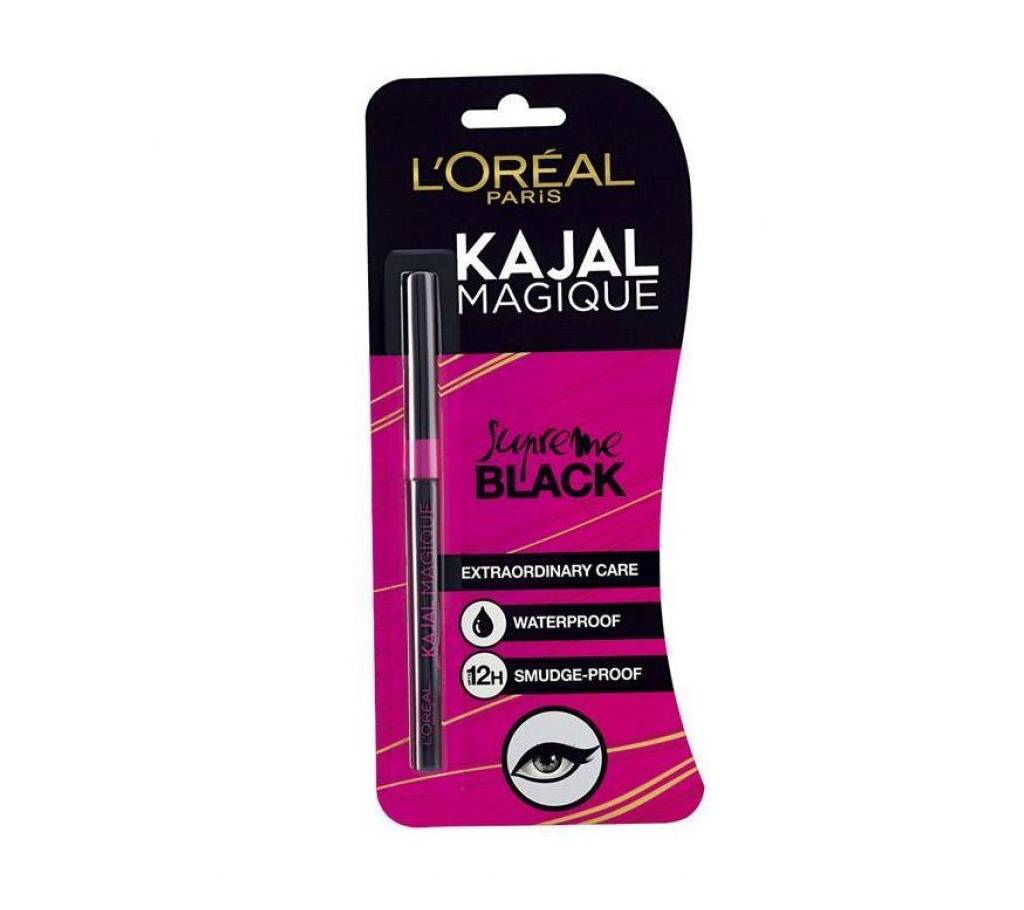 L'ORÉAL
PARiS
KAJAL
MAGIQUE
Supreme
BLACK
EXTRAORDINARY CARE
WATERPROOF
12H SMUDGE-PROOF
L'ORÉAL KAJAL MAGIQUE